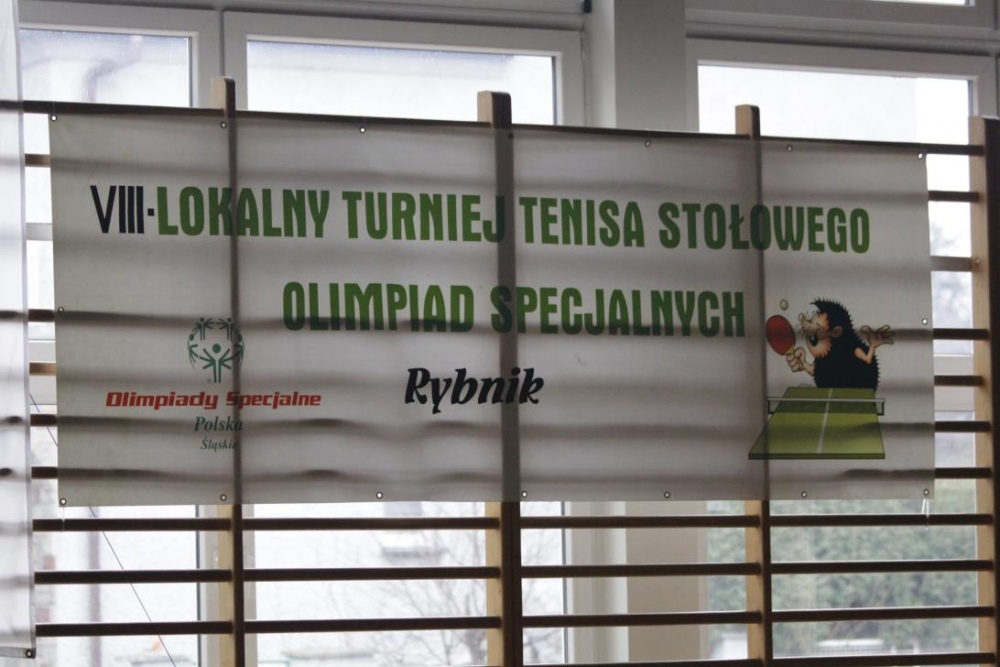 VIII·LOKALNY TURNIEJ TENISA STOŁOWEGO
OLIMPIAD SPECJALNYCH
Olimpiady Specjalne
Polska
Śląskie
Rybnik